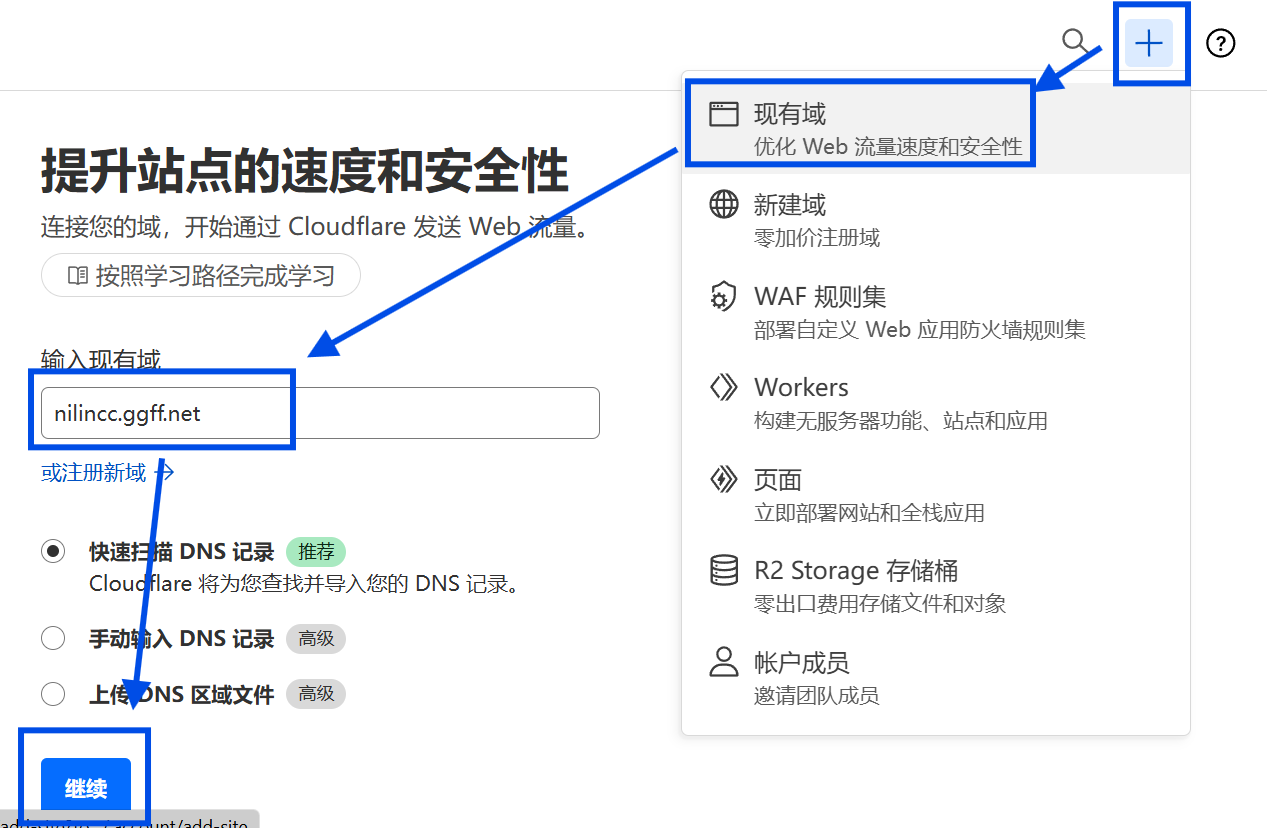 现有域
优化 Web 流量速度和安全性
新建域
零加价注册域
WAF 规则集
部署自定义 Web 应用防火墙规则集
Workers
构建无服务器功能、站点和应用
页面
立即部署网站和全栈应用
R2 Storage 存储桶
零出口费用存储文件和对象
帐户成员
邀请团队成员
提升站点的速度和安全性
连接您的域，开始通过 Cloudflare 发送 Web 流量。
按照学习路径完成学习
输入现有域
nilincc.ggff.net
或注册新域
快速扫描 DNS 记录 推荐
Cloudflare 将为您查找并导入您的 DNS 记录。
手动输入 DNS 记录 高级
上传 DNS 区域文件 高级
继续
account/add-site